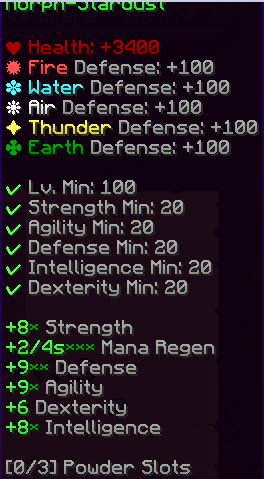 Morph-Stardust
❤ Health: +3400
✹ Fire Defense: +100
❉ Water Defense: +100
❋ Air Defense: +100
✦ Thunder Defense: +100
✤ Earth Defense: +100
✔ Lv. Min: 100
✔ Strength Min: 20
✔ Agility Min: 20
✔ Defense Min: 20
✔ Intelligence Min: 20
✔ Dexterity Min: 20
+8* Strength
+2/4s*** Mana Regen
+9** Defense
+9* Agility
+6 Dexterity
+8* Intelligence
[0/3] Powder Slots